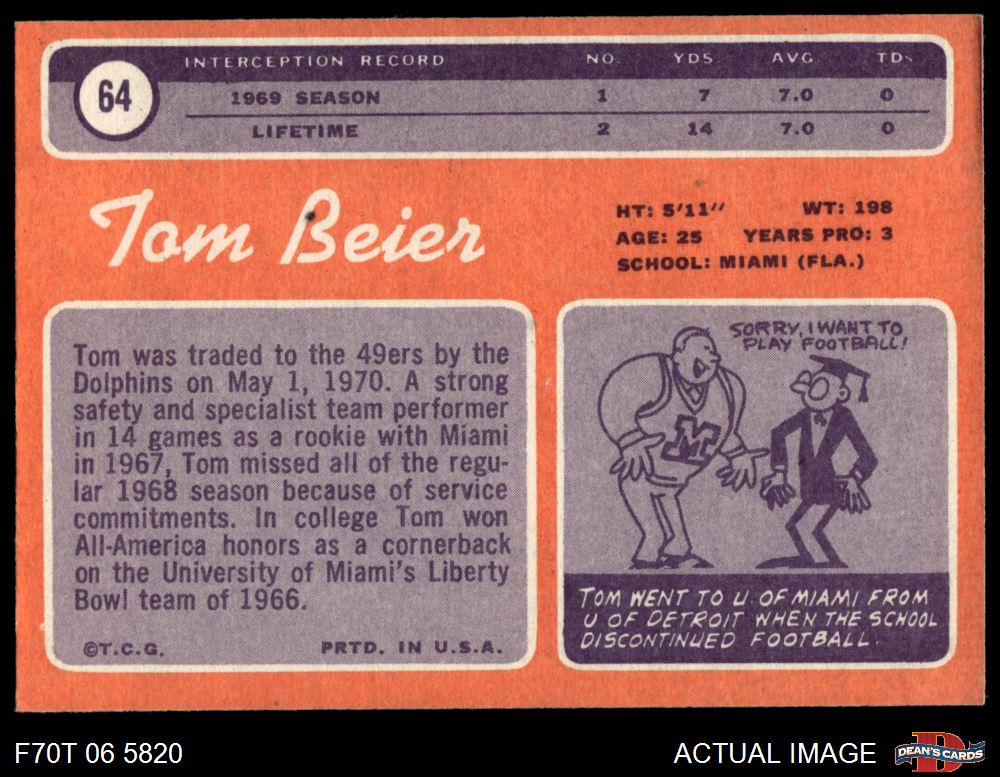 INTERCEPTION RECORD NO. YDS. AVG. TDs
64
1969 SEASON 1 7 7.0 0
LIFETIME 2 14 7.0 0
Tom Beier
HT: 5'11" WT: 198
AGE: 25 YEARS PRO: 3
SCHOOL: MIAMI (FLA.)
Tom was traded to the 49ers by the
Dolphins on May 1, 1970. A strong
safety and specialist team performer
in 14 games as a rookie with Miami
in 1967, Tom missed all of the regu-
lar 1968 season because of service
commitments. In college Tom won
All-America honors as a cornerback
on the University of Miami's Liberty
Bowl team of 1966.
©T.C.G. PRTD. IN U.S.A.
SORRY, I WANT TO
PLAY FOOTBALL!
M
TOM WENT TO U. OF MIAMI FROM
U OF DETROIT WHEN THE SCHOOL
DISCONTINUED FOOTBALL.
F70T 06 5820 ACTUAL IMAGE D DEAN'S CARDS